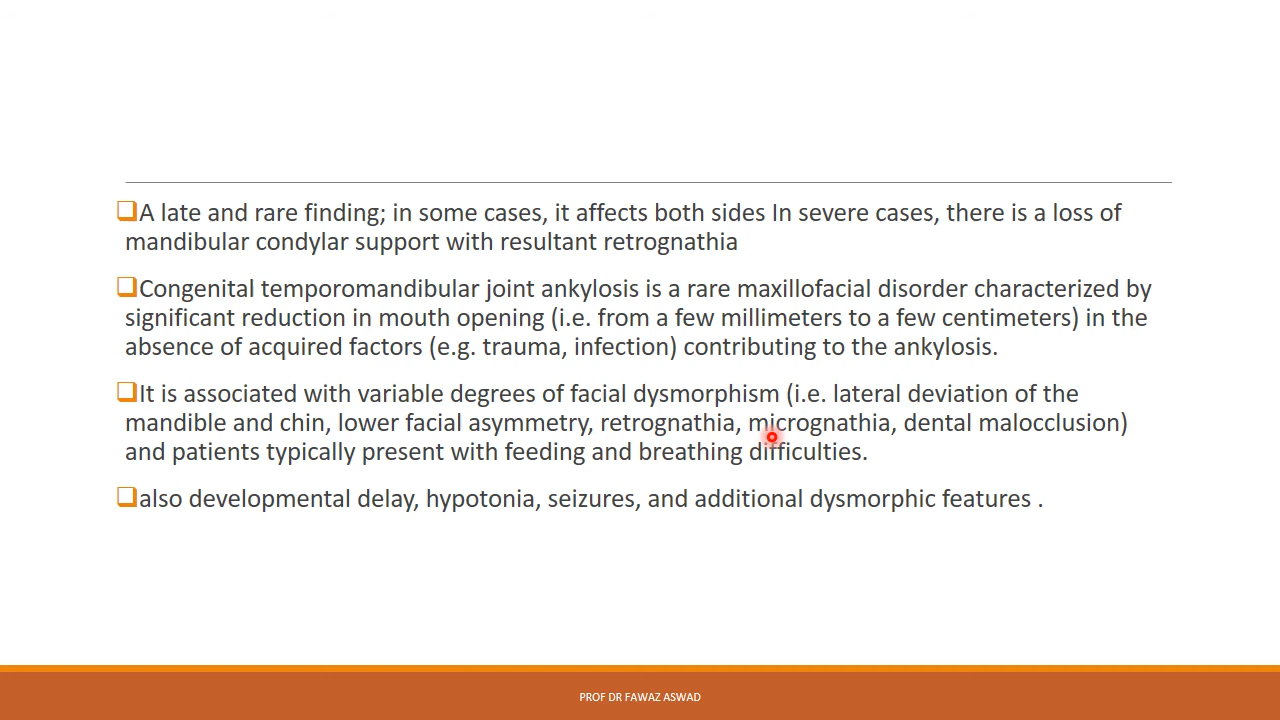 ❑A late and rare finding; in some cases, it affects both sides In severe cases, there is a loss of
mandibular condylar support with resultant retrognathia
❑Congenital temporomandibular joint ankylosis is a rare maxillofacial disorder characterized by
significant reduction in mouth opening (i.e. from a few millimeters to a few centimeters) in the
absence of acquired factors (e.g. trauma, infection) contributing to the ankylosis.
❑It is associated with variable degrees of facial dysmorphism (i.e. lateral deviation of the
mandible and chin, lower facial asymmetry, retrognathia, micrognathia, dental malocclusion)
and patients typically present with feeding and breathing difficulties.
❑also developmental delay, hypotonia, seizures, and additional dysmorphic features .
PROF DR FAWAZ ASWAD